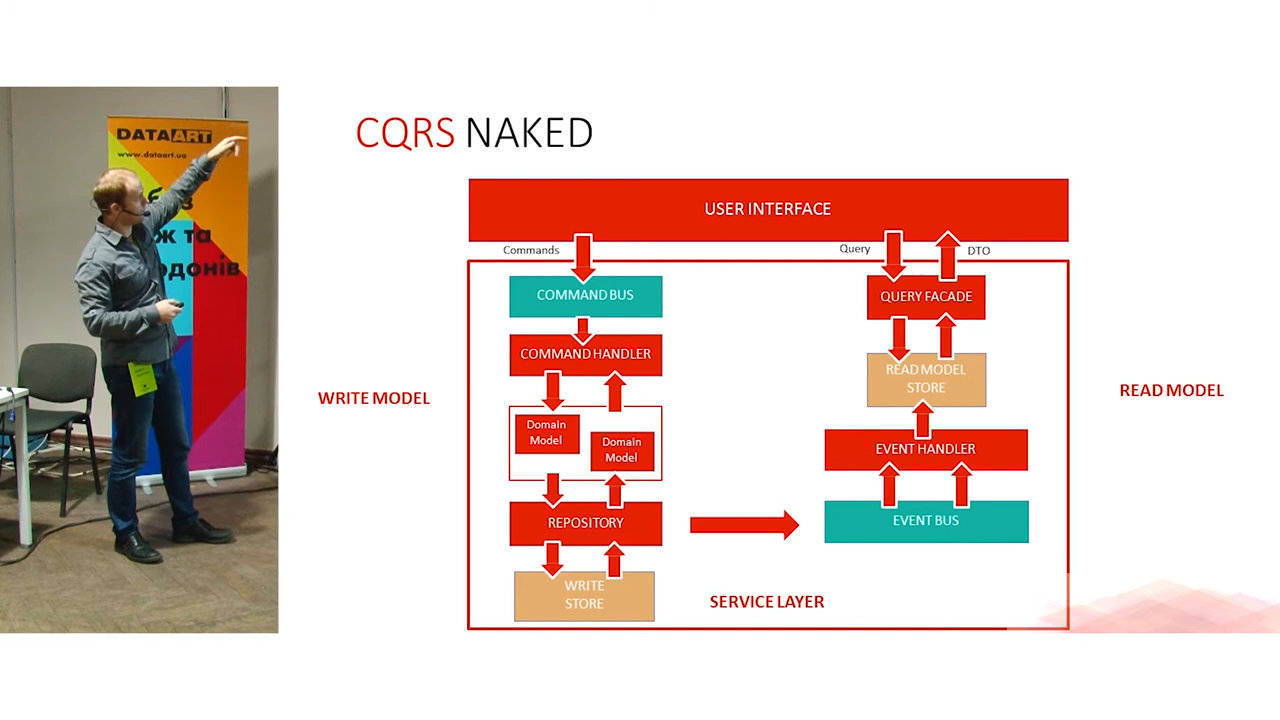 DATAART
www.dataart.ua
ж та
CQRS NAKED
USER INTERFACE
Commands
Query
DTO
COMMAND BUS
QUERY FACADE
COMMAND HANDLER
READ MODEL
STORE
WRITE MODEL
READ MODEL
Domain
Model
Domain
Model
EVENT HANDLER
REPOSITORY
EVENT BUS
WRITE
STORE
SERVICE LAYER